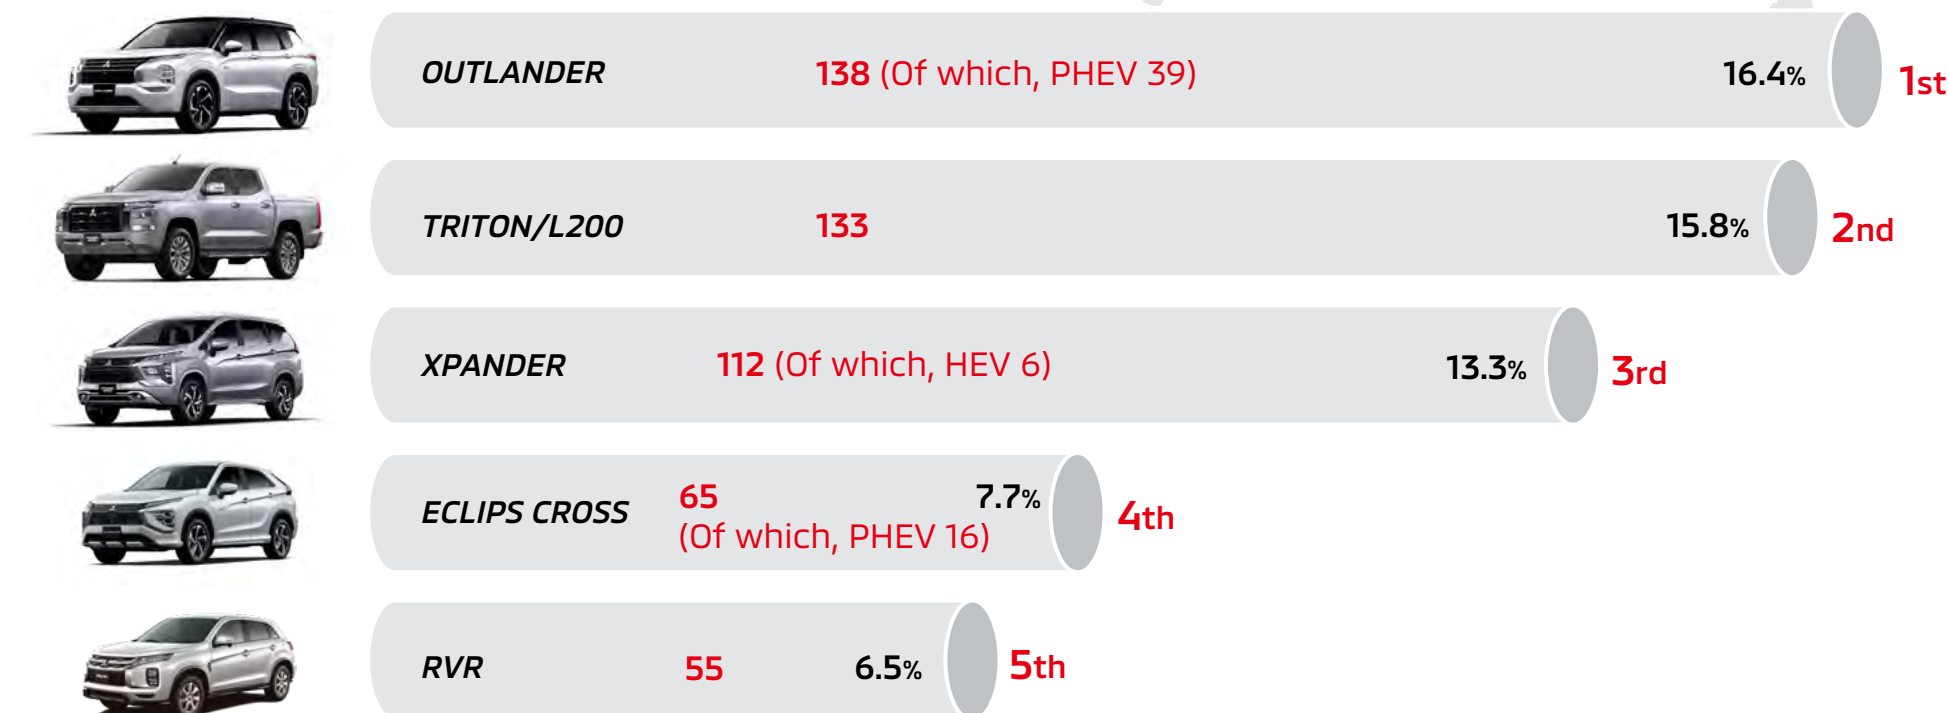 OUTLANDER 138 (Of which, PHEV 39) 16.4% 1st
TRITON/L200 133 15.8% 2nd
XPANDER 112 (Of which, HEV 6) 13.3% 3rd
ECLIPS CROSS 65 7.7% 4th
(Of which, PHEV 16)
RVR 55 6.5% 5th